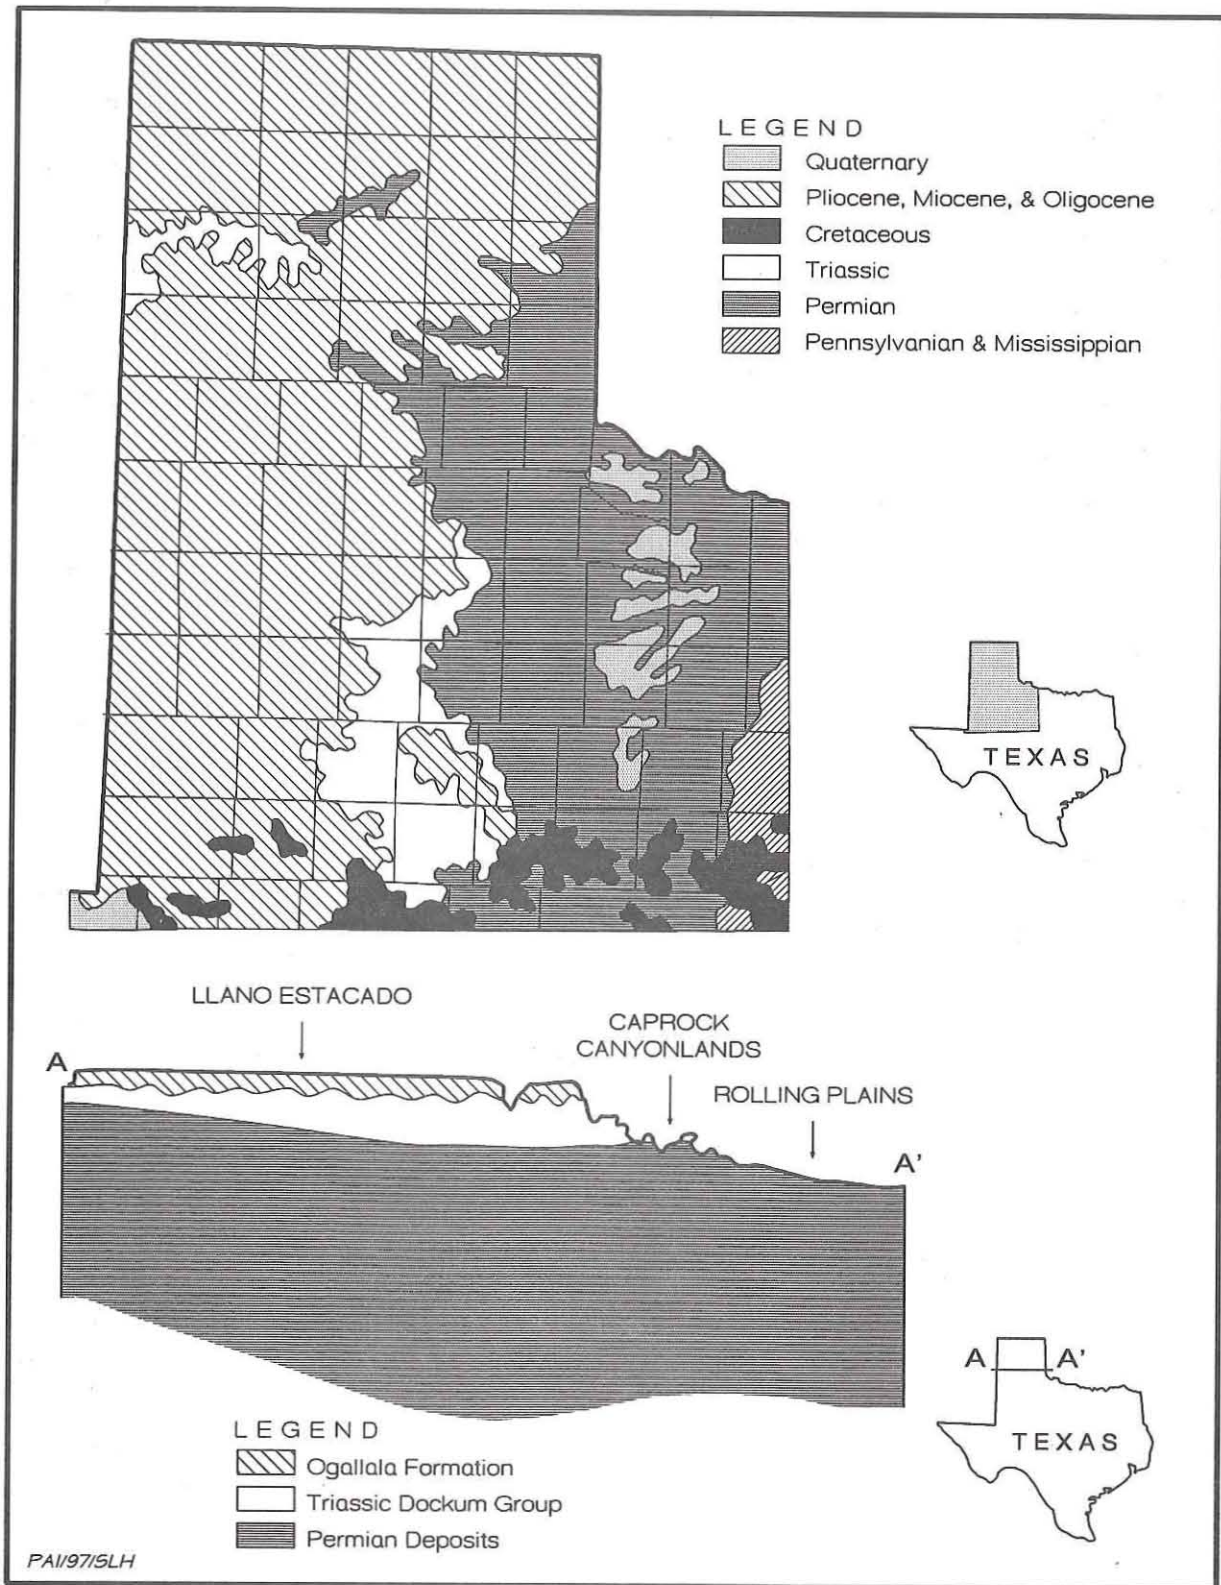 LEGEND
Quaternary
Pliocene, Miocene, & Oligocene
Cretaceous
Triassic
Permian
Pennsylvanian & Mississippian
TEXAS
LLANO ESTACADO
CAPROCK
CANYONLANDS
ROLLING PLAINS
A
A'
LEGEND
Ogallala Formation
Triassic Dockum Group
Permian Deposits
A
A'
TEXAS
PAI/97/SLH